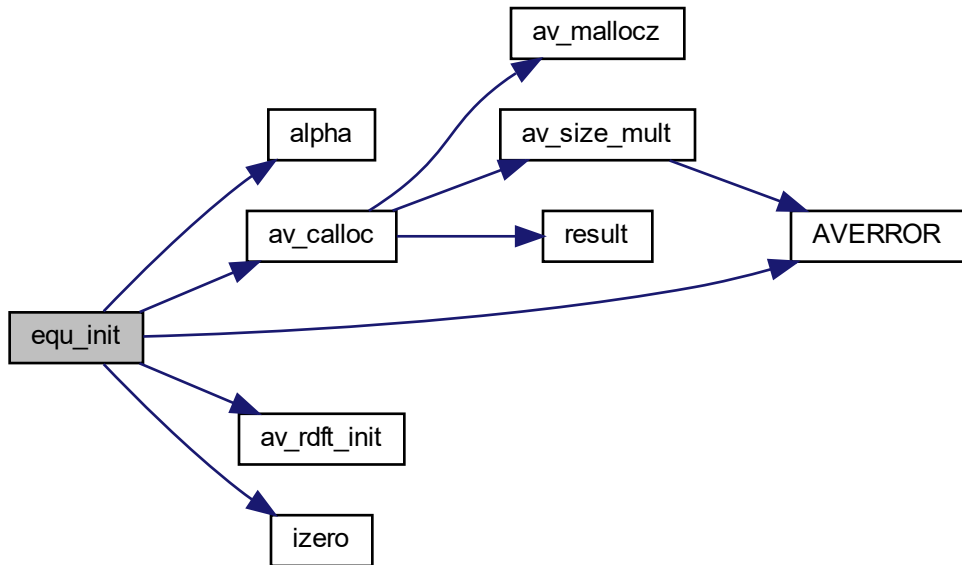 av_mallocz
alpha
av_size_mult
av_calloc
result
AVERROR
equ_init
av_rdft_init
izero